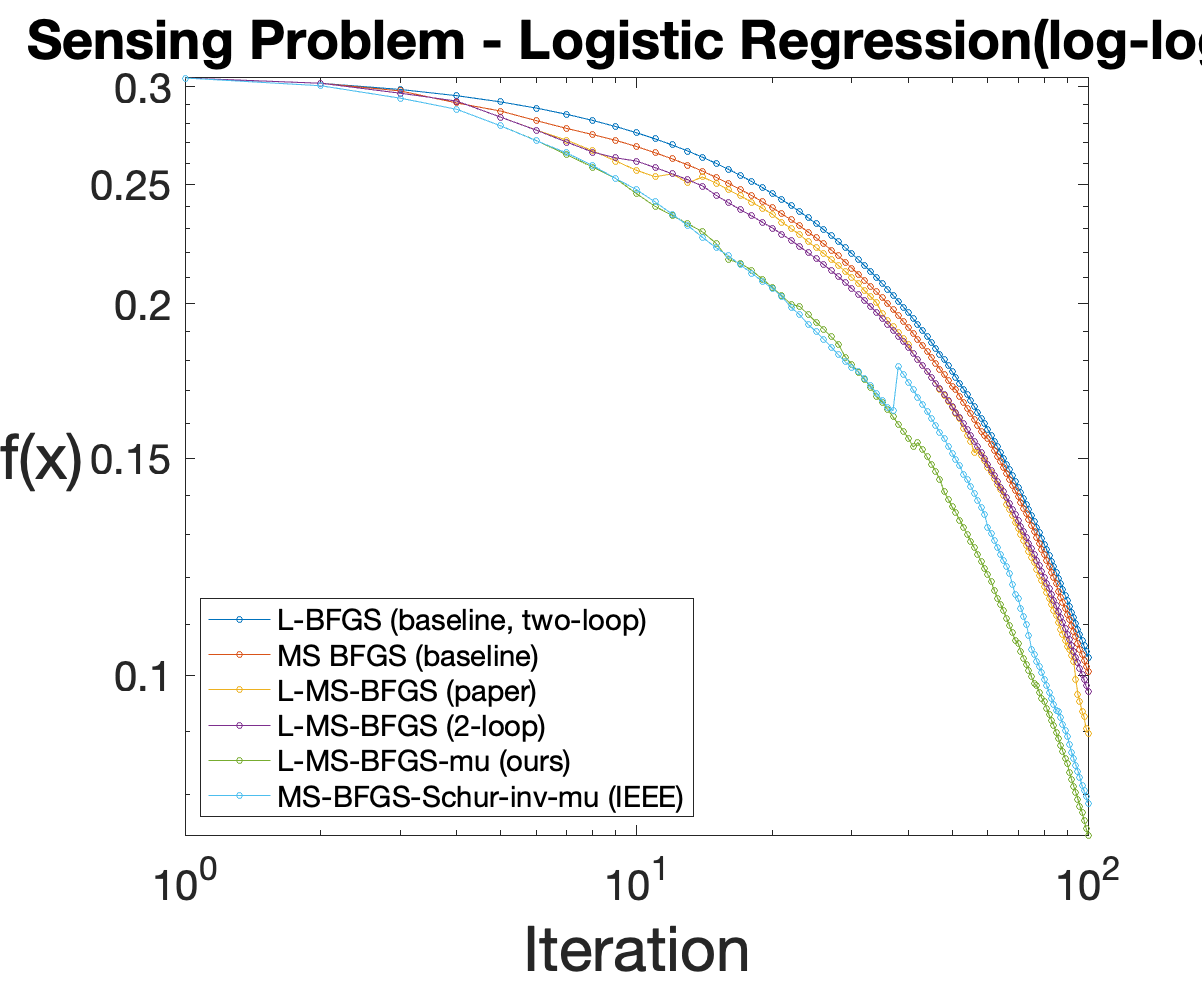 Sensing Problem - Logistic Regression(log-log
0.3
0.25
0.2
0.15
0.1
f(x)
L-BFGS (baseline, two-loop)
MS BFGS (baseline)
L-MS-BFGS (paper)
L-MS-BFGS (2-loop)
L-MS-BFGS-mu (ours)
MS-BFGS-Schur-inv-mu (IEEE)
10^0 10^1 10^2
Iteration